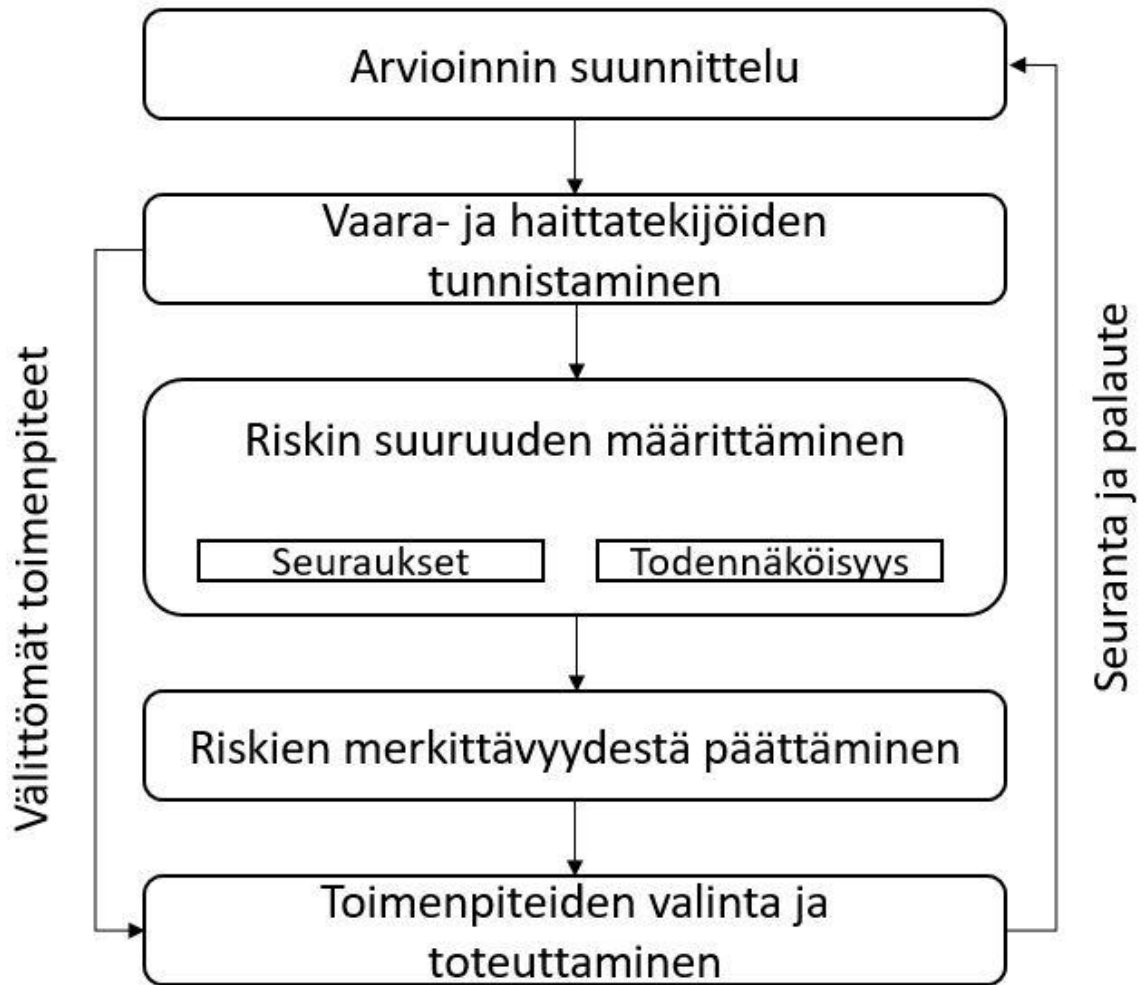 Arvioinnin suunnittelu
Vaara- ja haittatekijöiden
tunnistaminen
Välittömät toimenpiteet
Seuranta ja palaute
Riskin suuruuden määrittäminen
Seuraukset
Todennäköisyys
Riskien merkittävyydestä päättäminen
Toimenpiteiden valinta ja
toteuttaminen